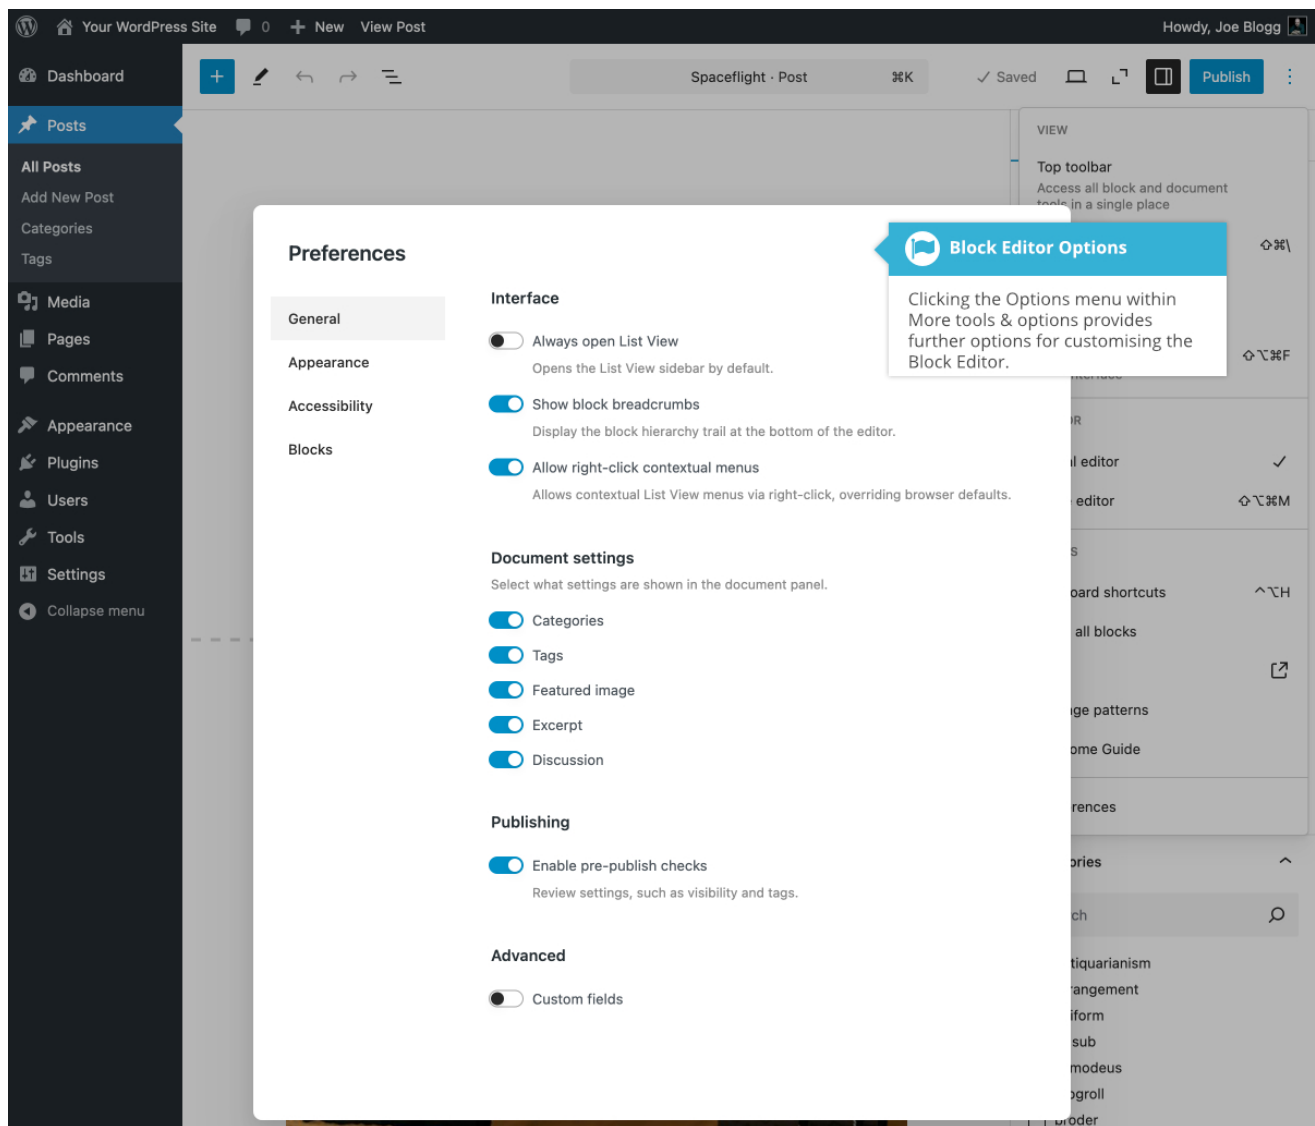 Your WordPress Site 0 New View Post Howdy, Joe Blogg
Dashboard
Spaceflight · Post ⌘K
Saved
Publish
Posts
All Posts
Add New Post
Categories
Tags
Media
Pages
Comments
Appearance
Plugins
Users
Tools
Settings
Collapse menu
VIEW
Top toolbar
Access all block and document
tools in a single place
⇧⌘\
⇧⌥⌘F
editor
⇧⌥⌘M
shortcuts
⌃⌥H
all blocks
patterns
Guide
Preferences
General
Appearance
Accessibility
Blocks
Interface
Always open List View
Opens the List View sidebar by default.
Show block breadcrumbs
Display the block hierarchy trail at the bottom of the editor.
Allow right-click contextual menus
Allows contextual List View menus via right-click, overriding browser defaults.
Document settings
Select what settings are shown in the document panel.
Categories
Tags
Featured image
Excerpt
Discussion
Publishing
Enable pre-publish checks
Review settings, such as visibility and tags.
Advanced
Custom fields
Block Editor Options
Clicking the Options menu within
More tools & options provides
further options for customising the
Block Editor.